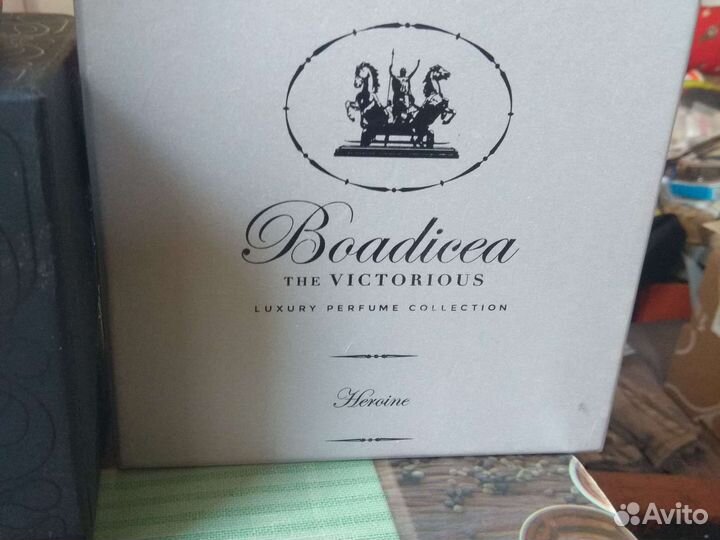 Boadicea
THE VICTORIOUS
LUXURY PERFUME COLLECTION
Heroine
Avito